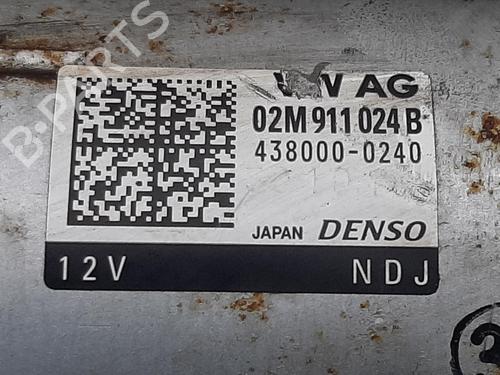 VW AG
02M 911 024 B
438000-0240
JAPAN DENSO
12V NDJ
B-PARTS